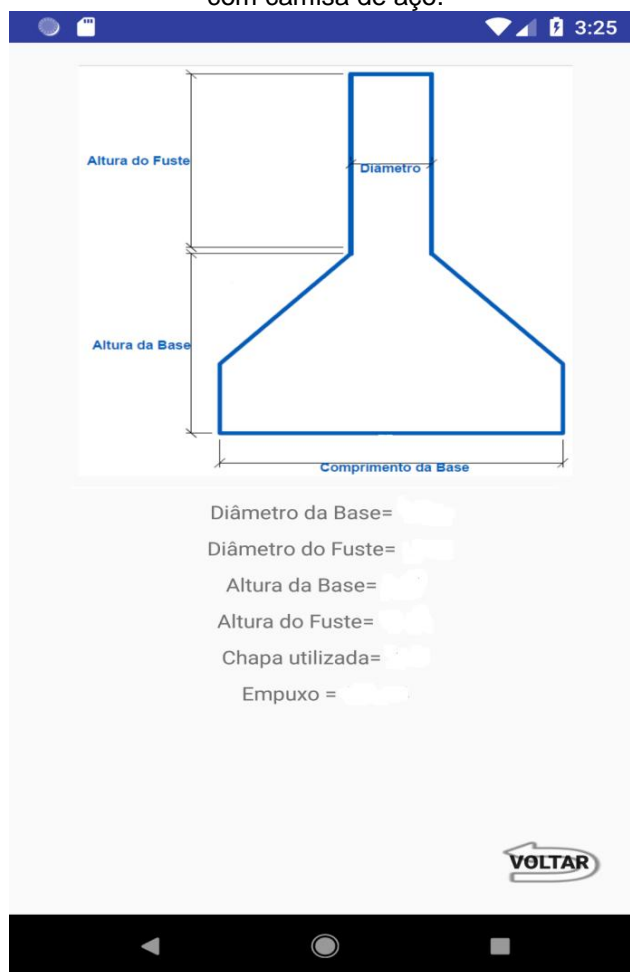 com camisa de aço.
3:25
Altura do Fuste
Diâmetro
Altura da Base
Comprimento da Base
Diâmetro da Base=
Diâmetro do Fuste=
Altura da Base=
Altura do Fuste=
Chapa utilizada=
Empuxo =
VOLTAR